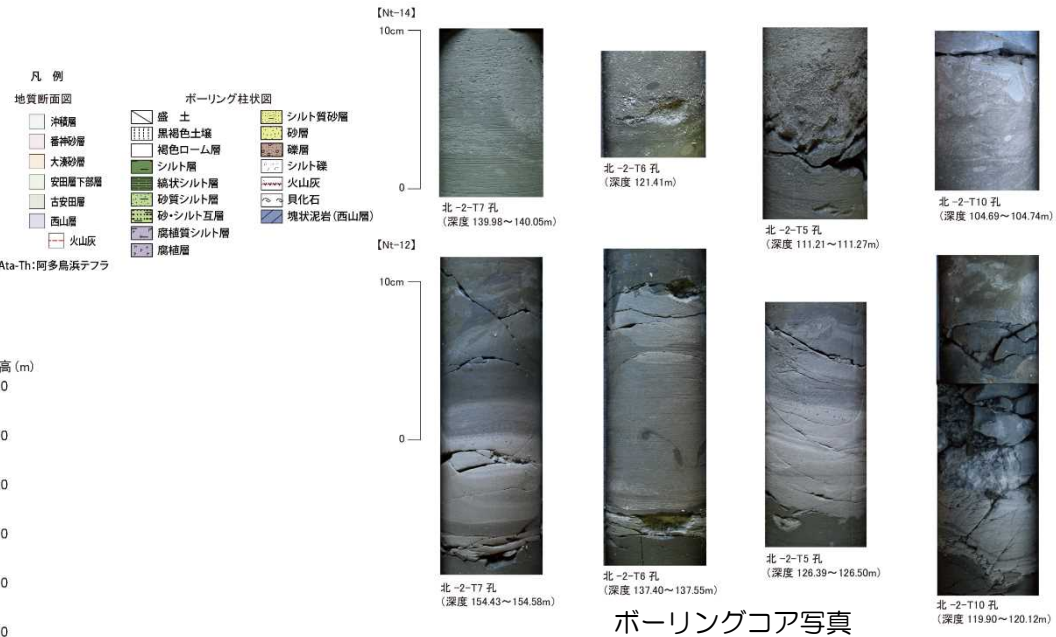 凡 例
地質断面図
沖積層
番神砂層
大湊砂層
安田層下部層
古安田層
西山層
火山灰
Ata-Th:阿多鳥浜テフラ
ボーリング柱状図
盛 土
黒褐色土壌
褐色ローム層
シルト層
縞状シルト層
砂質シルト層
砂・シルト互層
腐植質シルト層
腐植層
シルト質砂層
砂層
礫層
シルト礫
火山灰
貝化石
塊状泥岩(西山層)
高(m)
0
0
0
0
0
0
【Nt-14】
10cm
0
北 -2-T7 孔
(深度 139.98～140.05m)
北 -2-T6 孔
(深度 121.41m)
北 -2-T5 孔
(深度 111.21～111.27m)
北 -2-T10 孔
(深度 104.69～104.74m)
【Nt-12】
10cm
0
北 -2-T7 孔
(深度 154.43～154.58m)
北 -2-T6 孔
(深度 137.40～137.55m)
北 -2-T5 孔
(深度 126.39～126.50m)
北 -2-T10 孔
(深度 119.90～120.12m)
ボーリングコア写真